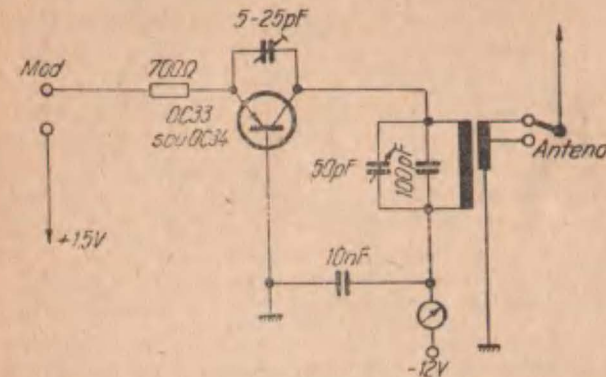 5-25pF
Mod
700Ω
OC33
sau OC34
50pF
100pF
Antena
+1,5V
10nF
-12V